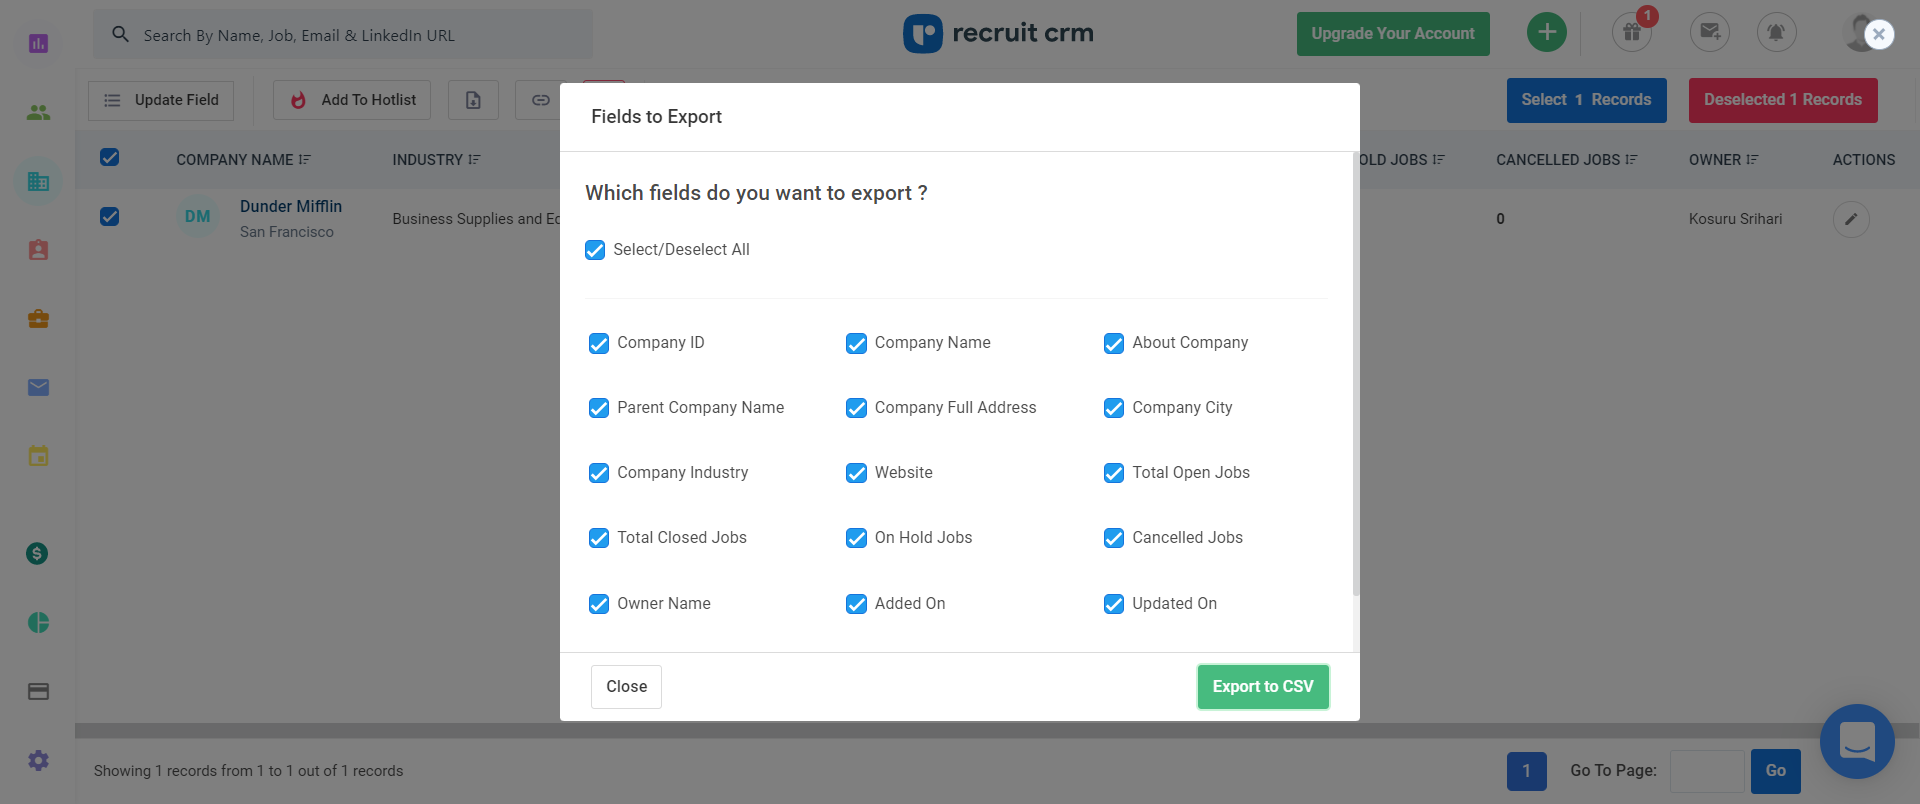 Search By Name, Job, Email & LinkedIn URL
recruit crm
Upgrade Your Account
1
Update Field
Add To Hotlist
Select 1 Records
Deselected 1 Records
COMPANY NAME
INDUSTRY
OLD JOBS
CANCELLED JOBS
OWNER
ACTIONS
DM
Dunder Mifflin
San Francisco
Business Supplies and Eq
0
Kosuru Srihari
Fields to Export
Which fields do you want to export ?
Select/Deselect All
Company ID
Company Name
About Company
Parent Company Name
Company Full Address
Company City
Company Industry
Website
Total Open Jobs
Total Closed Jobs
On Hold Jobs
Cancelled Jobs
Owner Name
Added On
Updated On
Close
Export to CSV
Showing 1 records from 1 to 1 out of 1 records
1
Go To Page:
Go